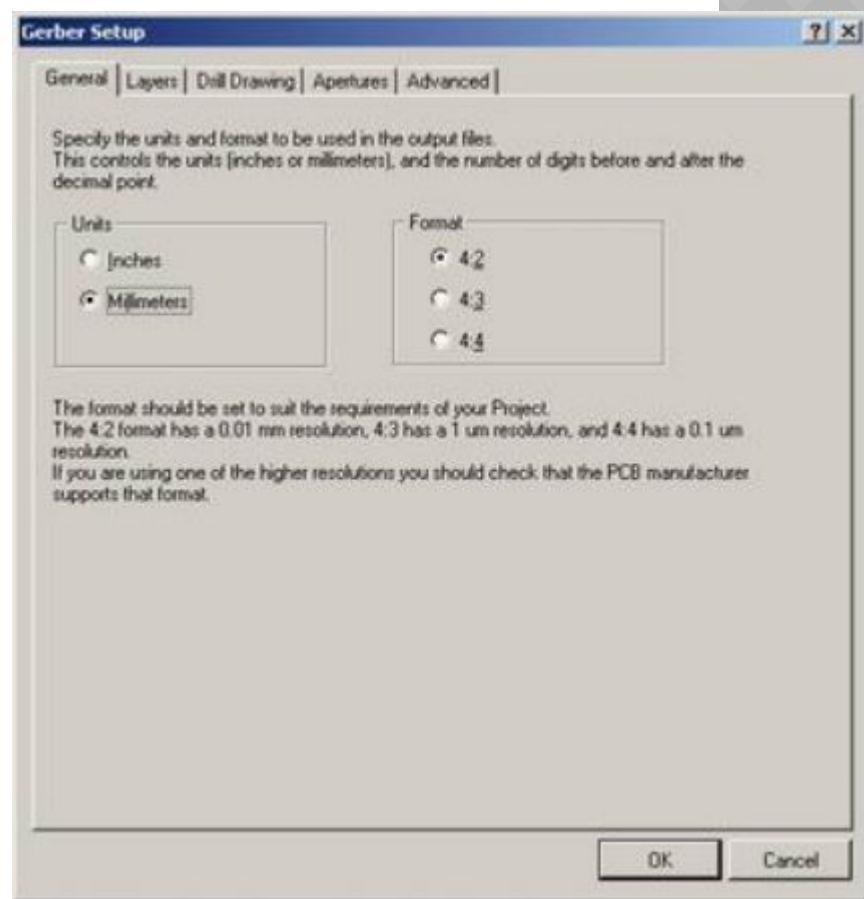 Gerber Setup
General Layers Drill Drawing Apertures Advanced
Specify the units and format to be used in the output files.
This controls the units (inches or millimeters), and the number of digits before and after the
decimal point.
Units
Inches
Millimeters
Format
4:2
4:3
4:4
The format should be set to suit the requirements of your Project.
The 4:2 format has a 0.01 mm resolution, 4:3 has a 1 um resolution, and 4:4 has a 0.1 um
resolution.
If you are using one of the higher resolutions you should check that the PCB manufacturer
supports that format.
OK Cancel